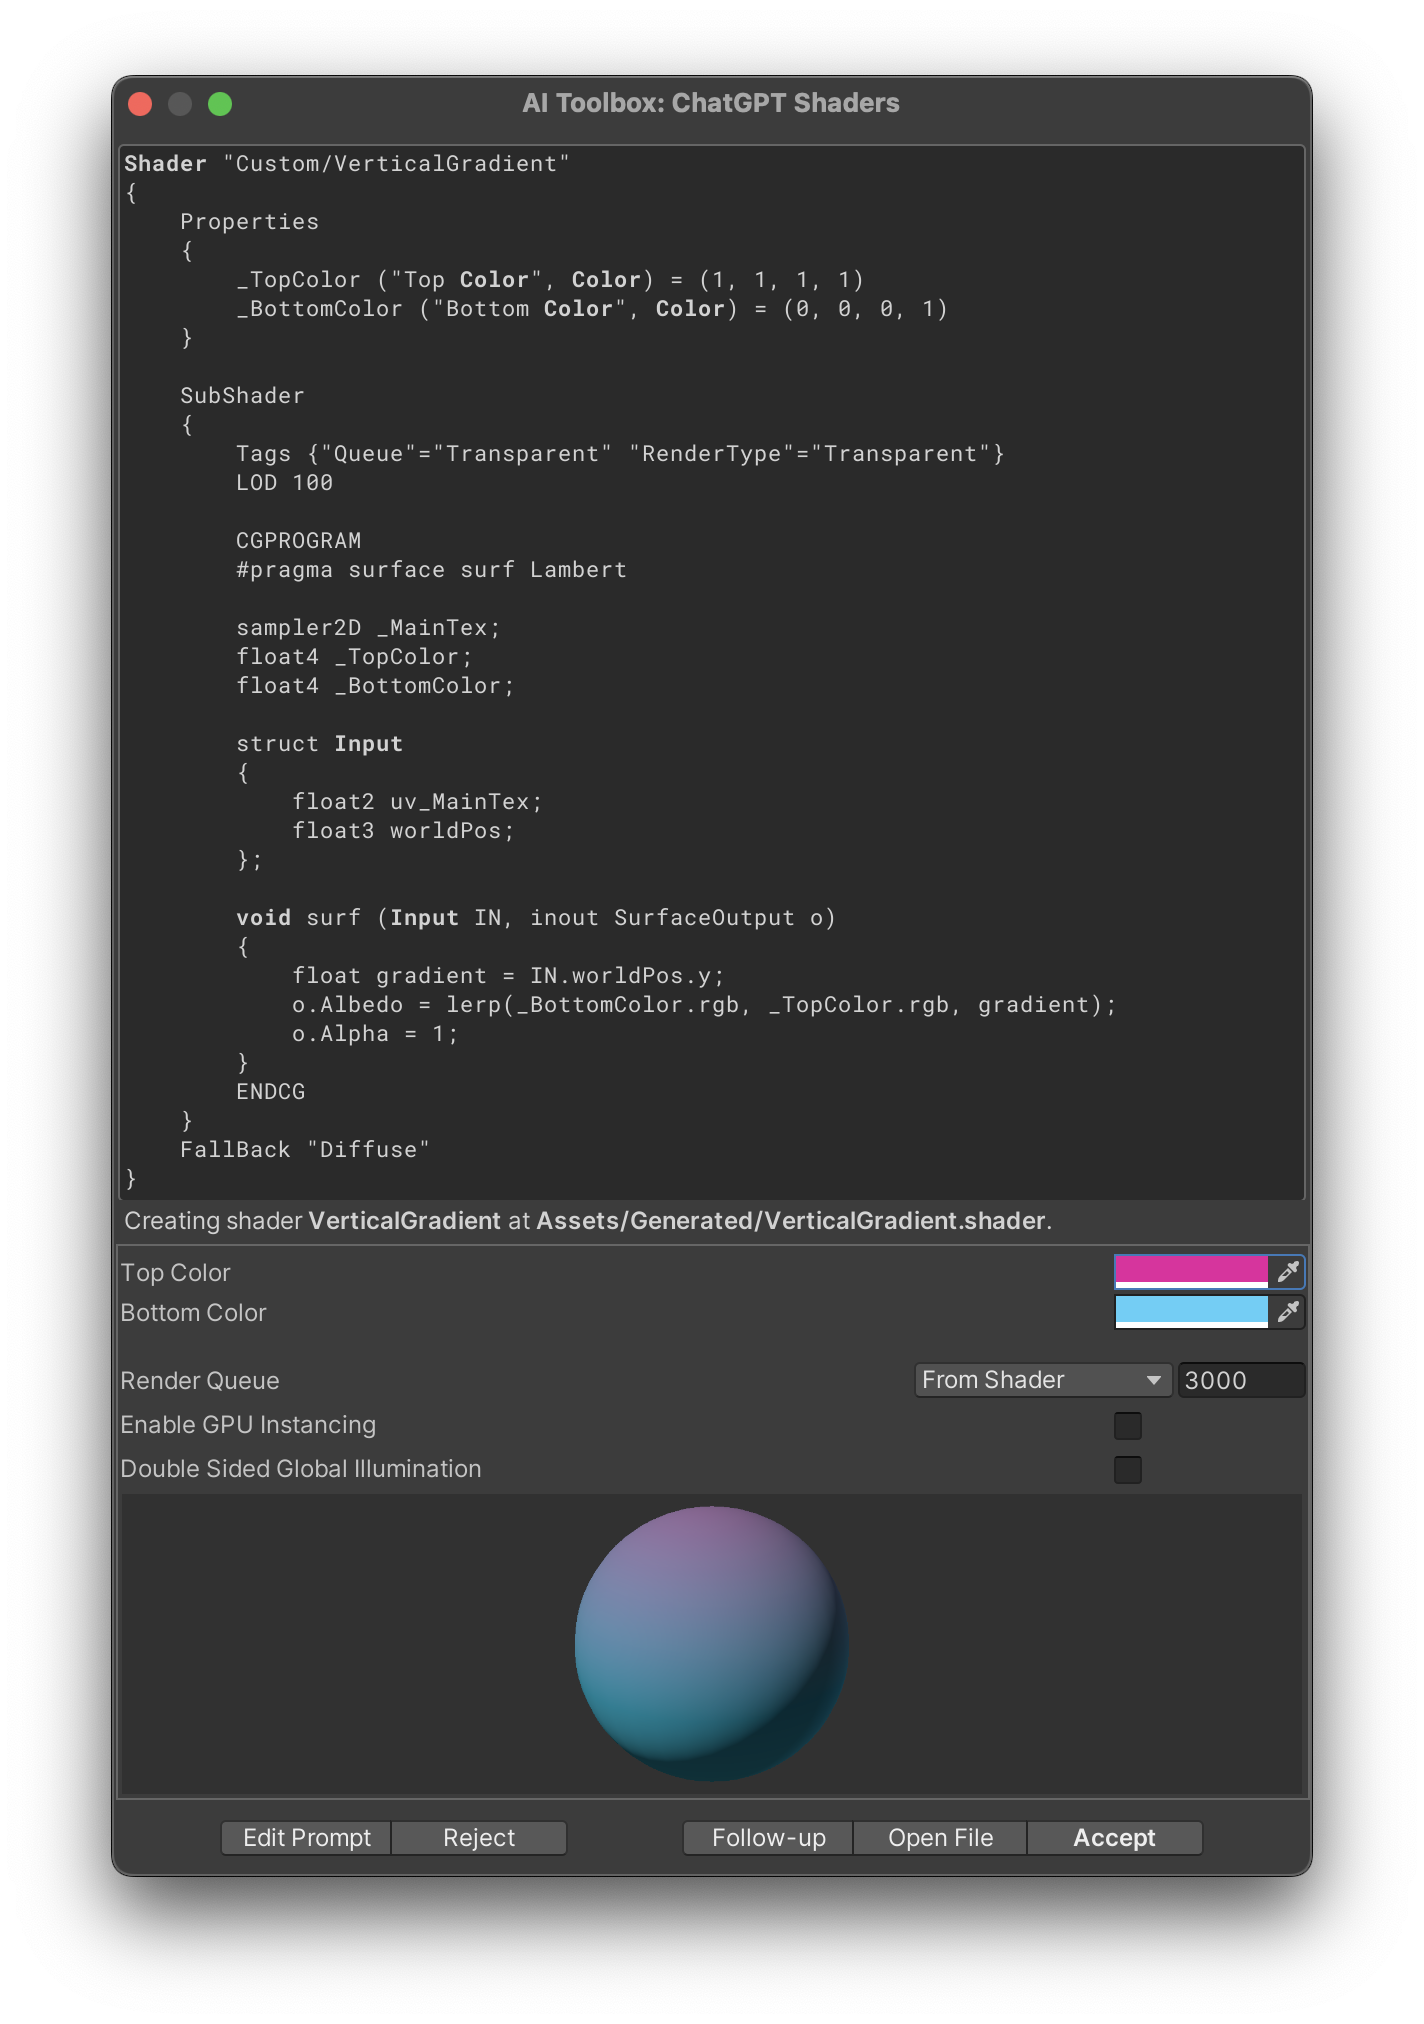 AI Toolbox: ChatGPT Shaders
Shader "Custom/VerticalGradient"
{
    Properties
    {
        _TopColor ("Top Color", Color) = (1, 1, 1, 1)
        _BottomColor ("Bottom Color", Color) = (0, 0, 0, 1)
    }

    SubShader
    {
        Tags {"Queue"="Transparent" "RenderType"="Transparent"}
        LOD 100

        CGPROGRAM
        #pragma surface surf Lambert

        sampler2D _MainTex;
        float4 _TopColor;
        float4 _BottomColor;

        struct Input
        {
            float2 uv_MainTex;
            float3 worldPos;
        };

        void surf (Input IN, inout SurfaceOutput o)
        {
            float gradient = IN.worldPos.y;
            o.Albedo = lerp(_BottomColor.rgb, _TopColor.rgb, gradient);
            o.Alpha = 1;
        }
        ENDCG
    }
    FallBack "Diffuse"
}
Creating shader VerticalGradient at Assets/Generated/VerticalGradient.shader.
Top Color
Bottom Color
Render Queue From Shader 3000
Enable GPU Instancing
Double Sided Global Illumination
Edit Prompt Reject Follow-up Open File Accept